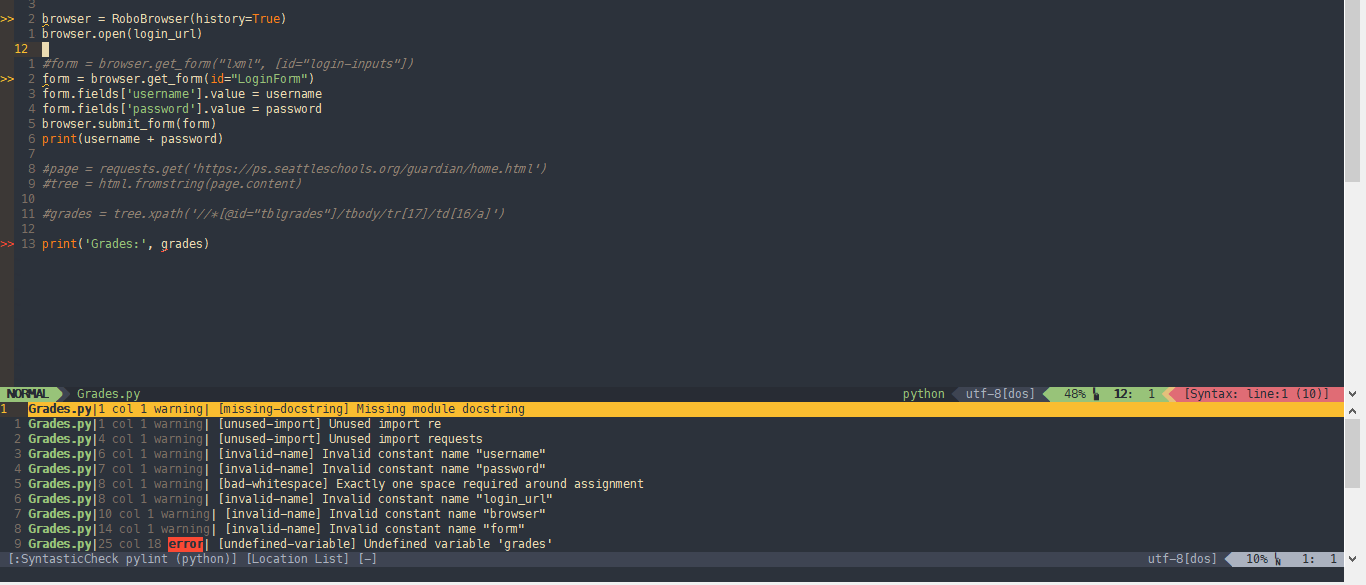 3
>> 2 browser = RoboBrowser(history=True)
1 browser.open(login_url)
12
1 #form = browser.get_form("lxml", [id="login-inputs"])
>> 2 form = browser.get_form(id="LoginForm")
3 form.fields['username'].value = username
4 form.fields['password'].value = password
5 browser.submit_form(form)
6 print(username + password)
7
8 #page = requests.get('https://ps.seattleschools.org/guardian/home.html')
9 #tree = html.fromstring(page.content)
10
11 #grades = tree.xpath('//*[@id="tblgrades"]/tbody/tr[17]/td[16/a]')
12
>> 13 print('Grades:', grades)
NORMAL Grades.py python utf-8[dos] 48% 12: 1 [Syntax: line:1 (10)]
1 Grades.py|1 col 1 warning| [missing-docstring] Missing module docstring
1 Grades.py|1 col 1 warning| [unused-import] Unused import re
2 Grades.py|4 col 1 warning| [unused-import] Unused import requests
3 Grades.py|6 col 1 warning| [invalid-name] Invalid constant name "username"
4 Grades.py|7 col 1 warning| [invalid-name] Invalid constant name "password"
5 Grades.py|8 col 1 warning| [bad-whitespace] Exactly one space required around assignment
6 Grades.py|8 col 1 warning| [invalid-name] Invalid constant name "login_url"
7 Grades.py|10 col 1 warning| [invalid-name] Invalid constant name "browser"
8 Grades.py|14 col 1 warning| [invalid-name] Invalid constant name "form"
9 Grades.py|25 col 18 error| [undefined-variable] Undefined variable 'grades'
[:SyntasticCheck pylint (python)] [Location List] [-] utf-8[dos] 10% 1: 1